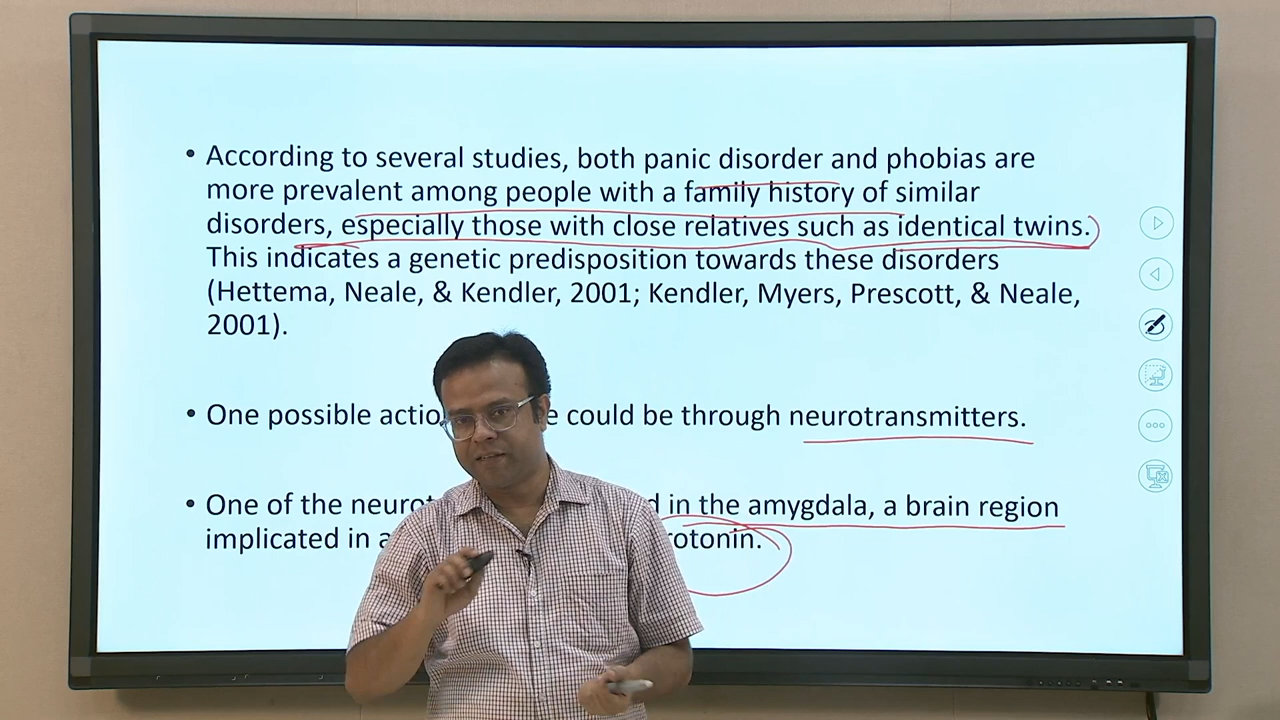 • According to several studies, both panic disorder and phobias are
more prevalent among people with a family history of similar
disorders, especially those with close relatives such as identical twins.
This indicates a genetic predisposition towards these disorders
(Hettema, Neale, & Kendler, 2001; Kendler, Myers, Prescott, & Neale,
2001).
• One possible could be through neurotransmitters.
• One of the in the amygdala, a brain region
implicated in